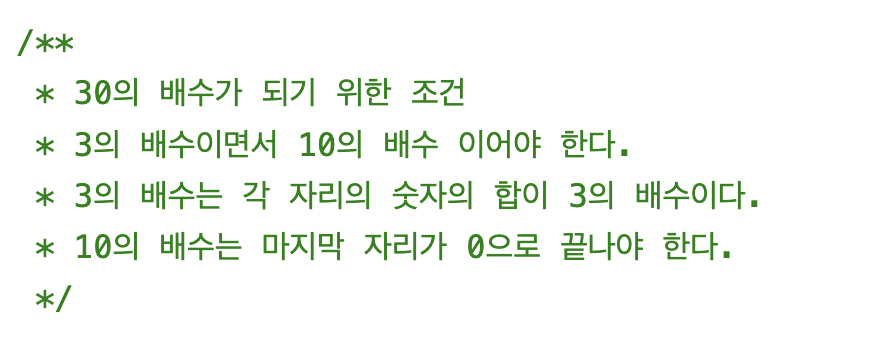 /**
* 30의 배수가 되기 위한 조건
* 3의 배수이면서 10의 배수 이어야 한다.
* 3의 배수는 각 자리의 숫자의 합이 3의 배수이다.
* 10의 배수는 마지막 자리가 0으로 끝나야 한다.
*/